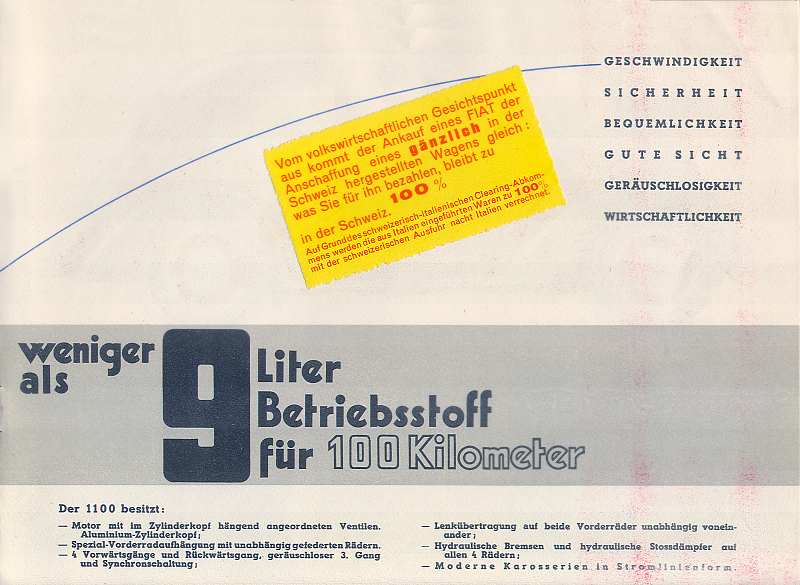 GESCHWINDIGKEIT
SICHERHEIT
BEQUEMLICHKEIT
GUTE SICHT
GERÄUSCHLOSIGKEIT
WIRTSCHAFTLICHKEIT
Vom volkswirtschaftlichen Gesichtspunkt
aus kommt der Ankauf eines FIAT der
Anschaffung eines gänzlich in der
Schweiz hergestellten Wagens gleich:
was Sie für ihn bezahlen, bleibt zu
100 %
in der Schweiz.
Auf Grund des schweizerisch-italienischen Clearing-Abkom-
mens werden die aus Italien eingeführten Waren zu 100%
mit der schweizerischen Ausfuhr nacht Italien verrechnet.
weniger
als
9
Liter
Betriebsstoff
für 100 Kilometer
Der 1100 besitzt:
— Motor mit im Zylinderkopf hängend angeordneten Ventilen.
Aluminium-Zylinderkopf;
— Spezial-Vorderradaufhängung mit unabhängig gefederten Rädern.
— 4 Vorwärtsgänge und Rückwärtsgang, geräuschloser 3. Gang
und Synchronschaltung;
— Lenkübertragung auf beide Vorderräder unabhängig vonein-
ander;
— Hydraulische Bremsen und hydraulische Stossdämpfer auf
allen 4 Rädern;
— Moderne Karosserien in Stromlinienform.